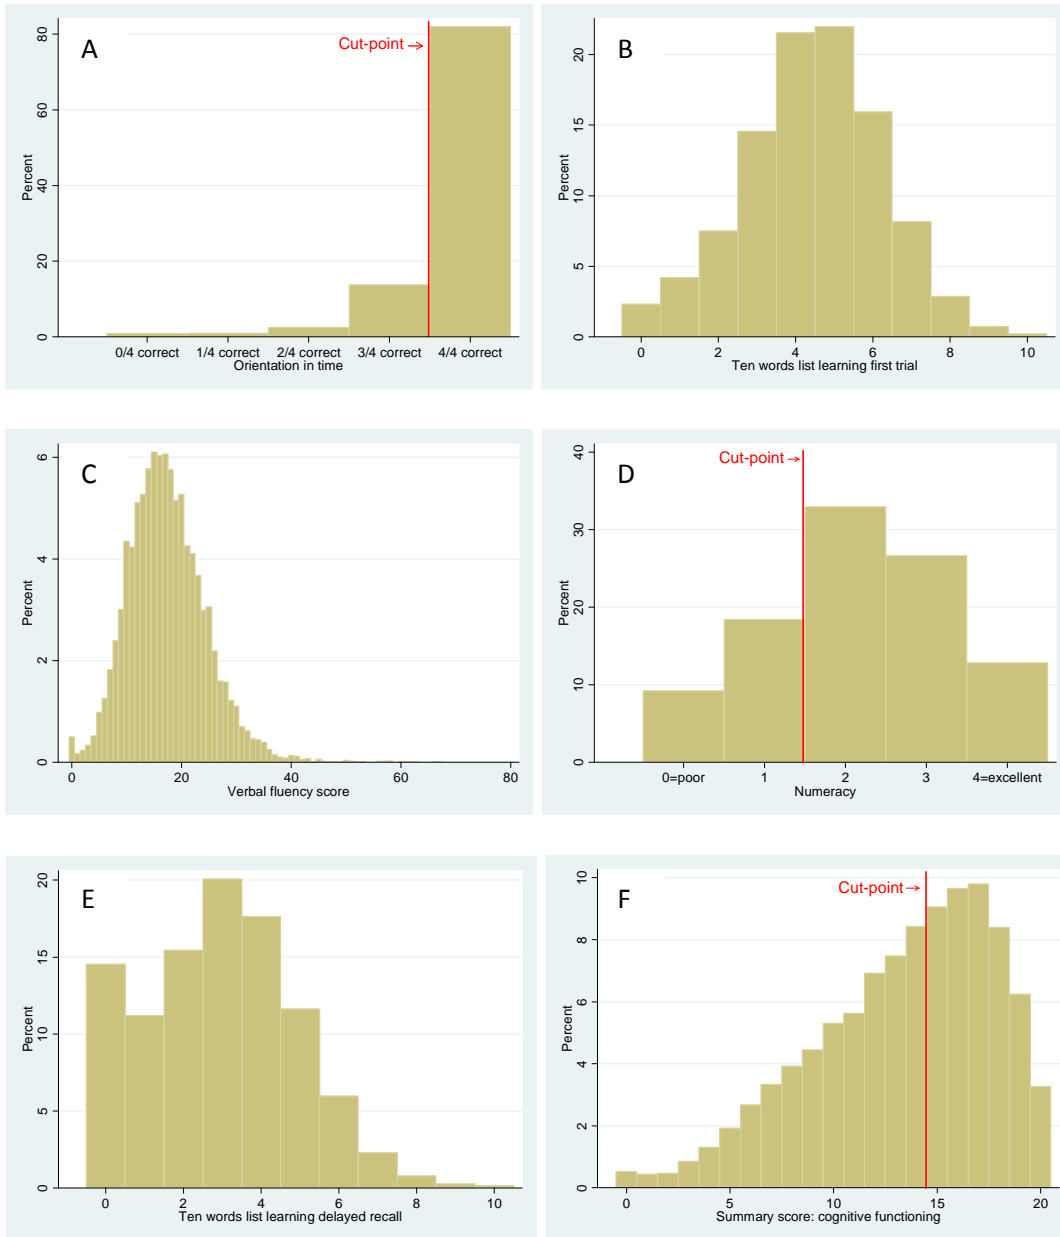 A
Cut-point
Percent
0
20
40
60
80
0/4 correct 1/4 correct 2/4 correct 3/4 correct 4/4 correct
Orientation in time
B
Percent
0
5
10
15
20
0 2 4 6 8 10
Ten words list learning first trial
C
Percent
0
2
4
6
0 20 40 60 80
Verbal fluency score
D
Cut-point
Percent
0
10
20
30
40
0=poor 1 2 3 4=excellent
Numeracy
E
Percent
0
5
10
15
20
0 2 4 6 8 10
Ten words list learning delayed recall
F
Cut-point
Percent
0
2
4
6
8
10
0 5 10 15 20
Summary score: cognitive functioning